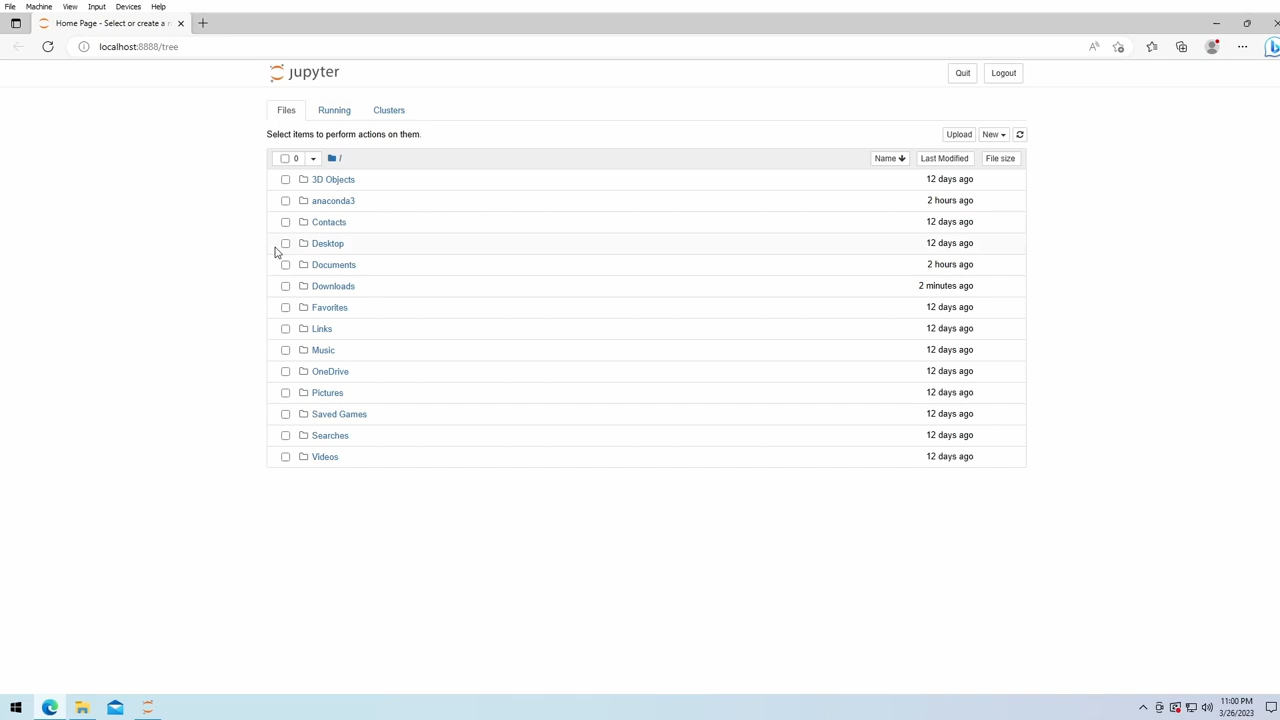 File Machine View Input Devices Help
Home Page - Select or create a n
localhost:8888/tree
jupyter
Quit Logout
Files Running Clusters
Select items to perform actions on them.
Upload New
0 / Name Last Modified File size
3D Objects 12 days ago
anaconda3 2 hours ago
Contacts 12 days ago
Desktop 12 days ago
Documents 2 hours ago
Downloads 2 minutes ago
Favorites 12 days ago
Links 12 days ago
Music 12 days ago
OneDrive 12 days ago
Pictures 12 days ago
Saved Games 12 days ago
Searches 12 days ago
Videos 12 days ago
11:00 PM
3/26/2023